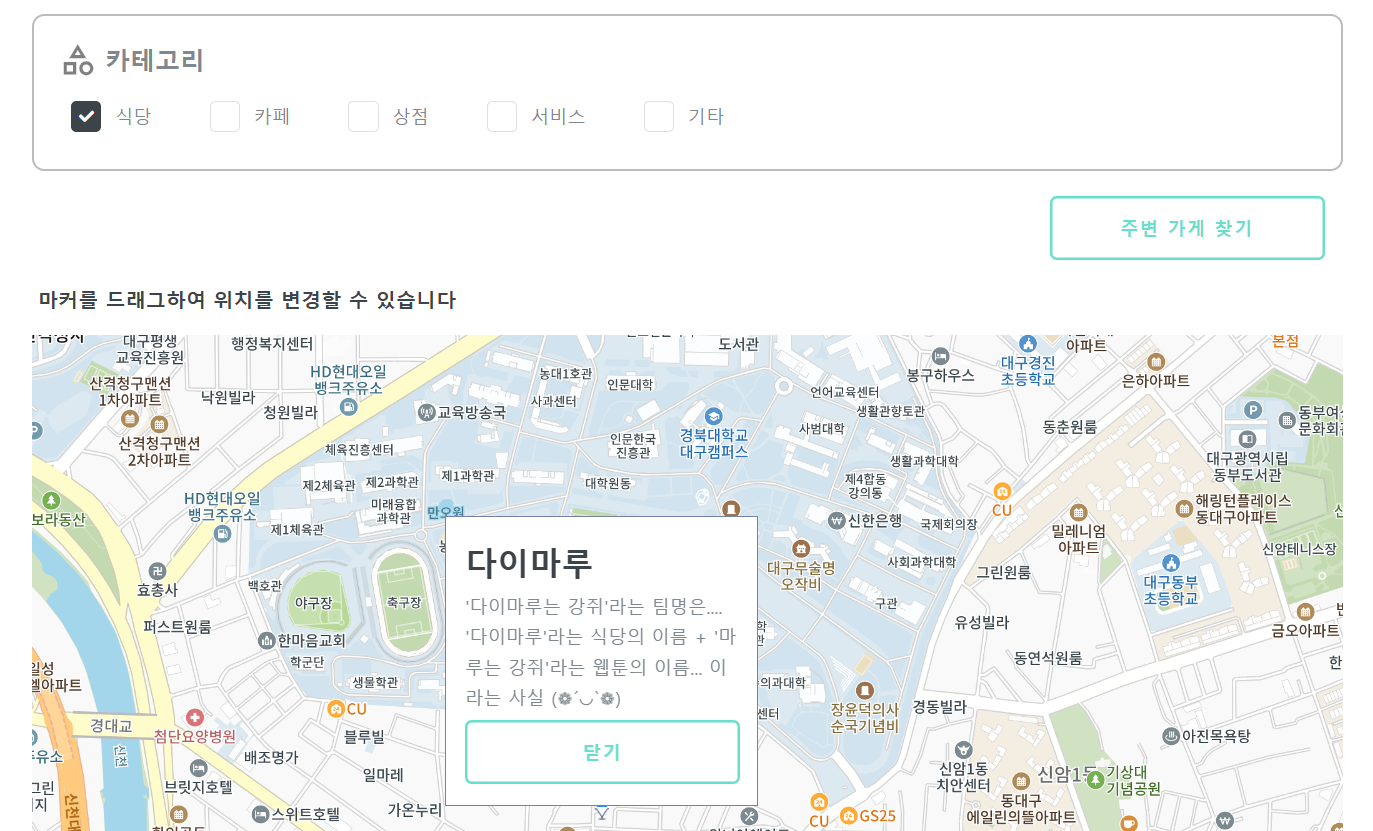 카테고리
식당 카페 상점 서비스 기타
주변 가게 찾기
마커를 드래그하여 위치를 변경할 수 있습니다
대구평생
교육진흥원
행정복지센터
도서관
아파트
본점
HD현대오일
뱅크주유소
농대1호관
인문대학
봉구하우스
대구경진
초등학교
은하아파트
산격청구맨션
1차아파트
낙원빌라
청원빌라
교육방송국
사과센터
언어교육센터
생활관향토관
산격청구맨션
2차아파트
체육진흥센터
인문한국
진흥관
경북대학교
대구캠퍼스
사범대학
동춘원룸
동부여성
문화회관
제1과학관
제2체육관
제2과학관
대학원동
생활과학대학
제4합동
강의동
대구광역시립
동부도서관
HD현대오일
뱅크주유소
미래융합
과학관
만오원
보라동산
제1체육관
신한은행
국제회의장
CU
밀레니엄
아파트
해링턴플레이스
동대구아파트
신암테니스장
효총사
백호관
야구장
축구장
대구무술명
오작비
사회과학대학
그린원룸
대구동부
초등학교
구관
퍼스트원룸
한마음교회
학군단
유성빌라
금오아파트
동연석원룸
생물학관
의과대학
CU
경대교
신천
첨단요양병원
블루빌
장윤덕의사
순국기념비
경동빌라
아진목욕탕
배조명가
일마레
브릿지호텔
스위트호텔
가온누리
신암1동
치안센터
기상대
기념공원
동대구
에일린의뜰아파트
CU
GS25
신천대
다이마루
'다이마루는 강쥐'라는 팀명은....
'다이마루'라는 식당의 이름 + '마
루는 강쥐'라는 웹툰의 이름... 이
라는 사실 (❁´◡`❁)
닫기